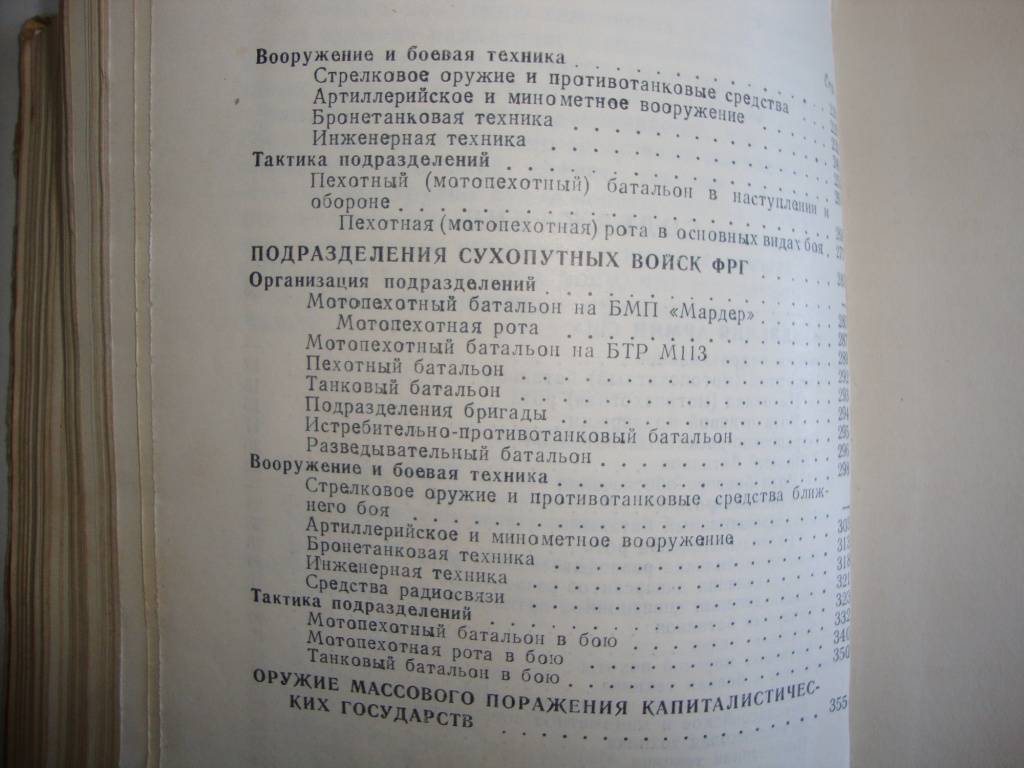 Вооружение и боевая техника
Стрелковое оружие и противотанковые средства
Артиллерийское и минометное вооружение
Бронетанковая техника
Инженерная техника
Тактика подразделений
Пехотный (мотопехотный) батальон в наступлении и
обороне
Пехотная (мотопехотная) рота в основных видах боя
ПОДРАЗДЕЛЕНИЯ СУХОПУТНЫХ ВОЙСК ФРГ
Организация подразделений
Мотопехотный батальон на БМП «Мардер»
Мотопехотная рота
Мотопехотный батальон на БТР М113
Пехотный батальон
Танковый батальон
Подразделения бригады
Истребительно-противотанковый батальон
Разведывательный батальон
Вооружение и боевая техника
Стрелковое оружие и противотанковые средства ближ-
него боя
Артиллерийское и минометное вооружение
Бронетанковая техника
Инженерная техника
Средства радиосвязи
Тактика подразделений
Мотопехотный батальон в бою
Мотопехотная рота в бою
Танковый батальон в бою
ОРУЖИЕ МАССОВОГО ПОРАЖЕНИЯ КАПИТАЛИСТИЧЕС-
КИХ ГОСУДАРСТВ 355